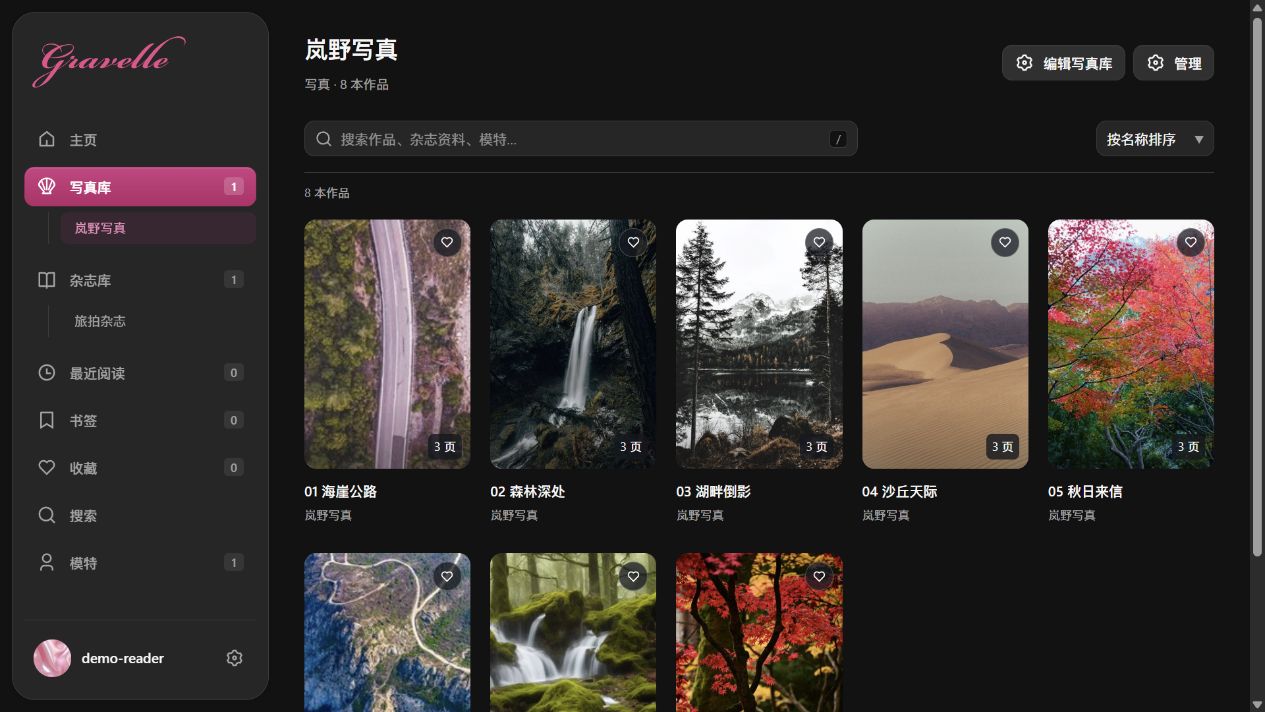 Gravelle
主页
写真库 1
岚野写真
杂志库 1
旅拍杂志
最近阅读 0
书签 0
收藏 0
搜索
模特 1
demo-reader
岚野写真
写真 · 8 本作品
编辑写真库
管理
搜索作品、杂志资料、模特... /
按名称排序 ▼
8 本作品
3 页
3 页
3 页
3 页
3 页
01 海崖公路
岚野写真
02 森林深处
岚野写真
03 湖畔倒影
岚野写真
04 沙丘天际
岚野写真
05 秋日来信
岚野写真